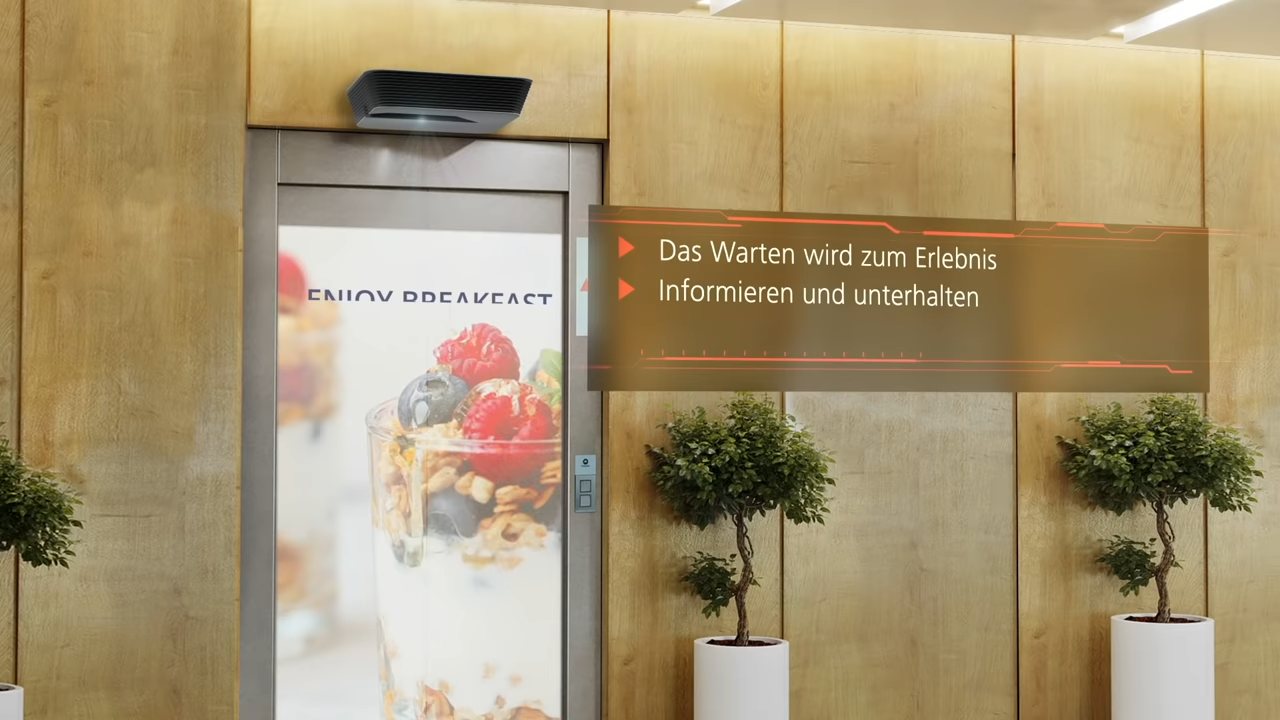 ENJOY BREAKFAST
Das Warten wird zum Erlebnis
Informieren und unterhalten